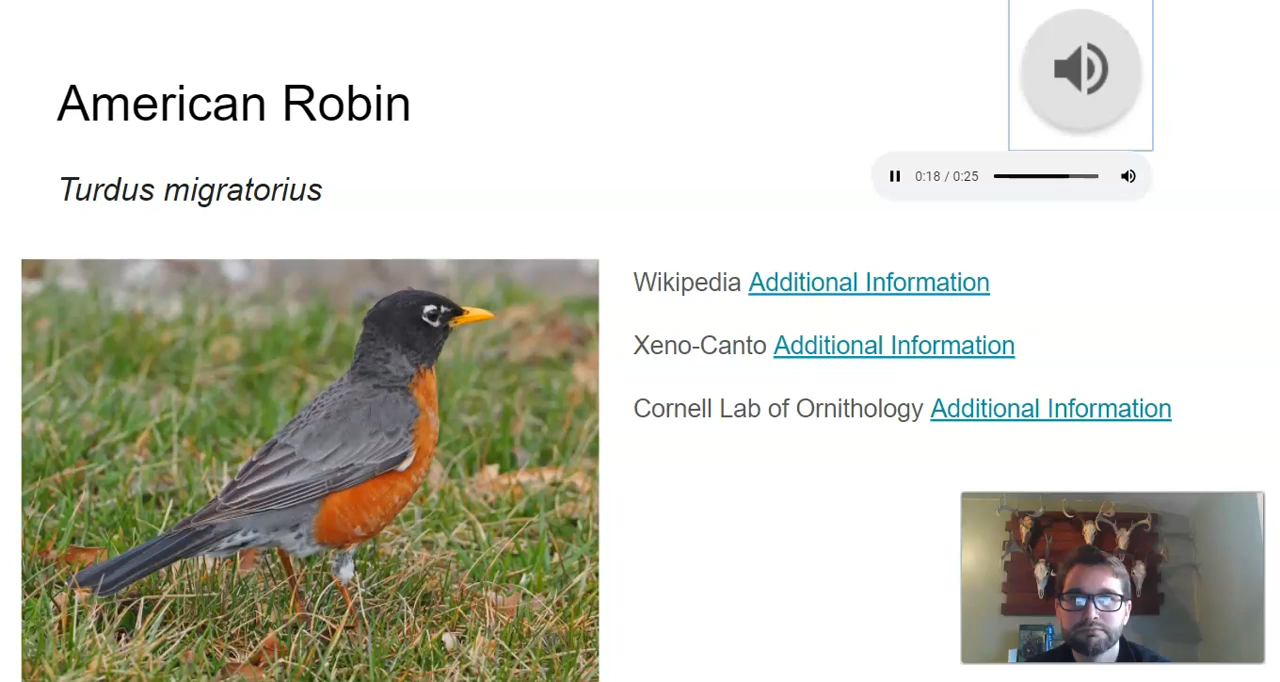 American Robin
Turdus migratorius
0:18 / 0:25
Wikipedia Additional Information
Xeno-Canto Additional Information
Cornell Lab of Ornithology Additional Information